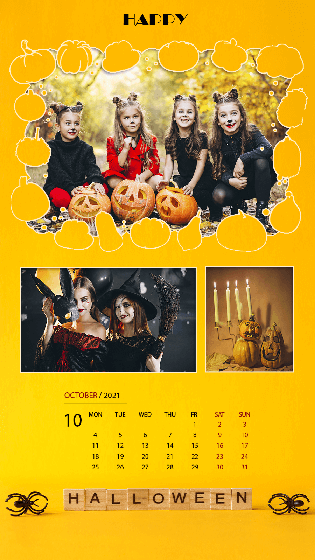 HAPPY
OCTOBER / 2021
10
MON TUE WED THU FR SAT SUN
1 2 3
4 5 6 7 8 9 10
11 12 13 14 15 16 17
18 19 20 21 22 23 24
25 26 27 28 29 30 31
HALLOWEEN